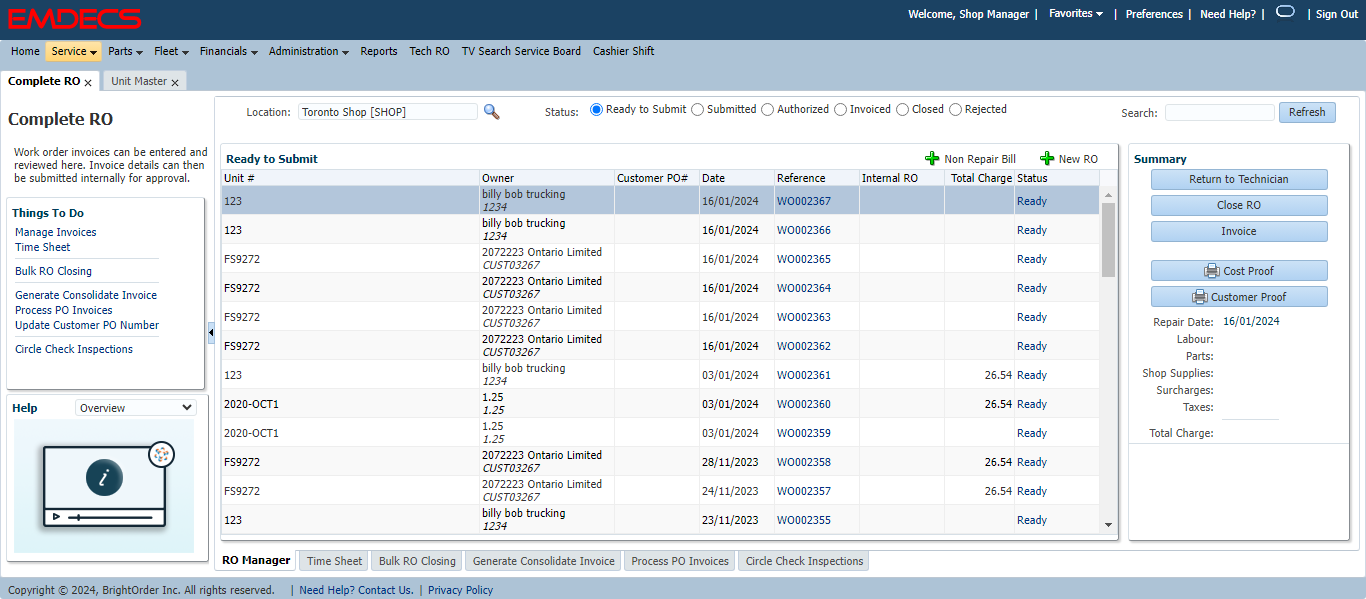 EMDECS
Welcome, Shop Manager | Favorites | Preferences | Need Help? | | Sign Out
Home Service Parts Fleet Financials Administration Reports Tech RO TV Search Service Board Cashier Shift
Complete RO x Unit Master x
Complete RO
Work order invoices can be entered and
reviewed here. Invoice details can then
be submitted internally for approval.
Things To Do
Manage Invoices
Time Sheet
Bulk RO Closing
Generate Consolidate Invoice
Process PO Invoices
Update Customer PO Number
Circle Check Inspections
Help Overview
i
Location: Toronto Shop [SHOP] Status: Ready to Submit Submitted Authorized Invoiced Closed Rejected Search: Refresh
Ready to Submit Non Repair Bill New RO
Unit # Owner Customer PO# Date Reference Internal RO Total Charge Status
123 billy bob trucking 16/01/2024 WO002367 Ready
1234
123 billy bob trucking 16/01/2024 WO002366 Ready
1234
FS9272 2072223 Ontario Limited 16/01/2024 WO002365 Ready
CUST03267
FS9272 2072223 Ontario Limited 16/01/2024 WO002364 Ready
CUST03267
FS9272 2072223 Ontario Limited 16/01/2024 WO002363 Ready
CUST03267
FS9272 2072223 Ontario Limited 16/01/2024 WO002362 Ready
CUST03267
123 billy bob trucking 03/01/2024 WO002361 26.54 Ready
1234
2020-OCT1 1.25 03/01/2024 WO002360 26.54 Ready
1.25
2020-OCT1 1.25 03/01/2024 WO002359 Ready
1.25
FS9272 2072223 Ontario Limited 28/11/2023 WO002358 26.54 Ready
CUST03267
FS9272 2072223 Ontario Limited 24/11/2023 WO002357 26.54 Ready
CUST03267
123 billy bob trucking 23/11/2023 WO002355 Ready
1234
Summary
Return to Technician
Close RO
Invoice
Cost Proof
Customer Proof
Repair Date: 16/01/2024
Labour:
Parts:
Shop Supplies:
Surcharges:
Taxes:
Total Charge:
RO Manager Time Sheet Bulk RO Closing Generate Consolidate Invoice Process PO Invoices Circle Check Inspections
Copyright © 2024, BrightOrder Inc. All rights reserved. | Need Help? Contact Us. | Privacy Policy